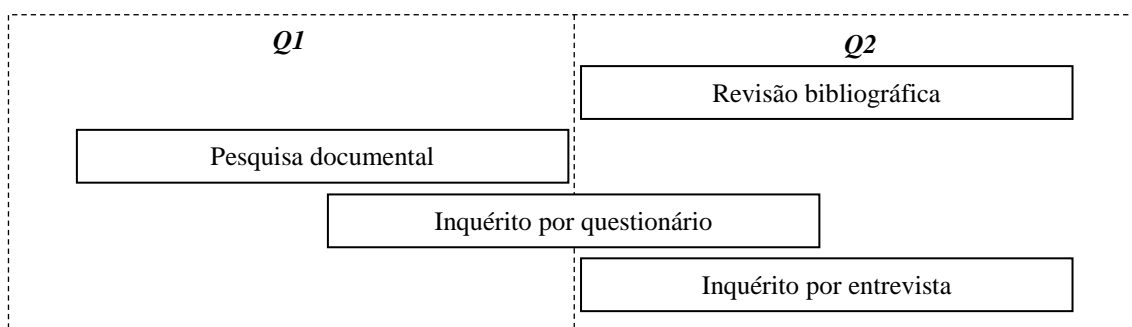 Q1
Q2
Revisão bibliográfica
Pesquisa documental
Inquérito por questionário
Inquérito por entrevista